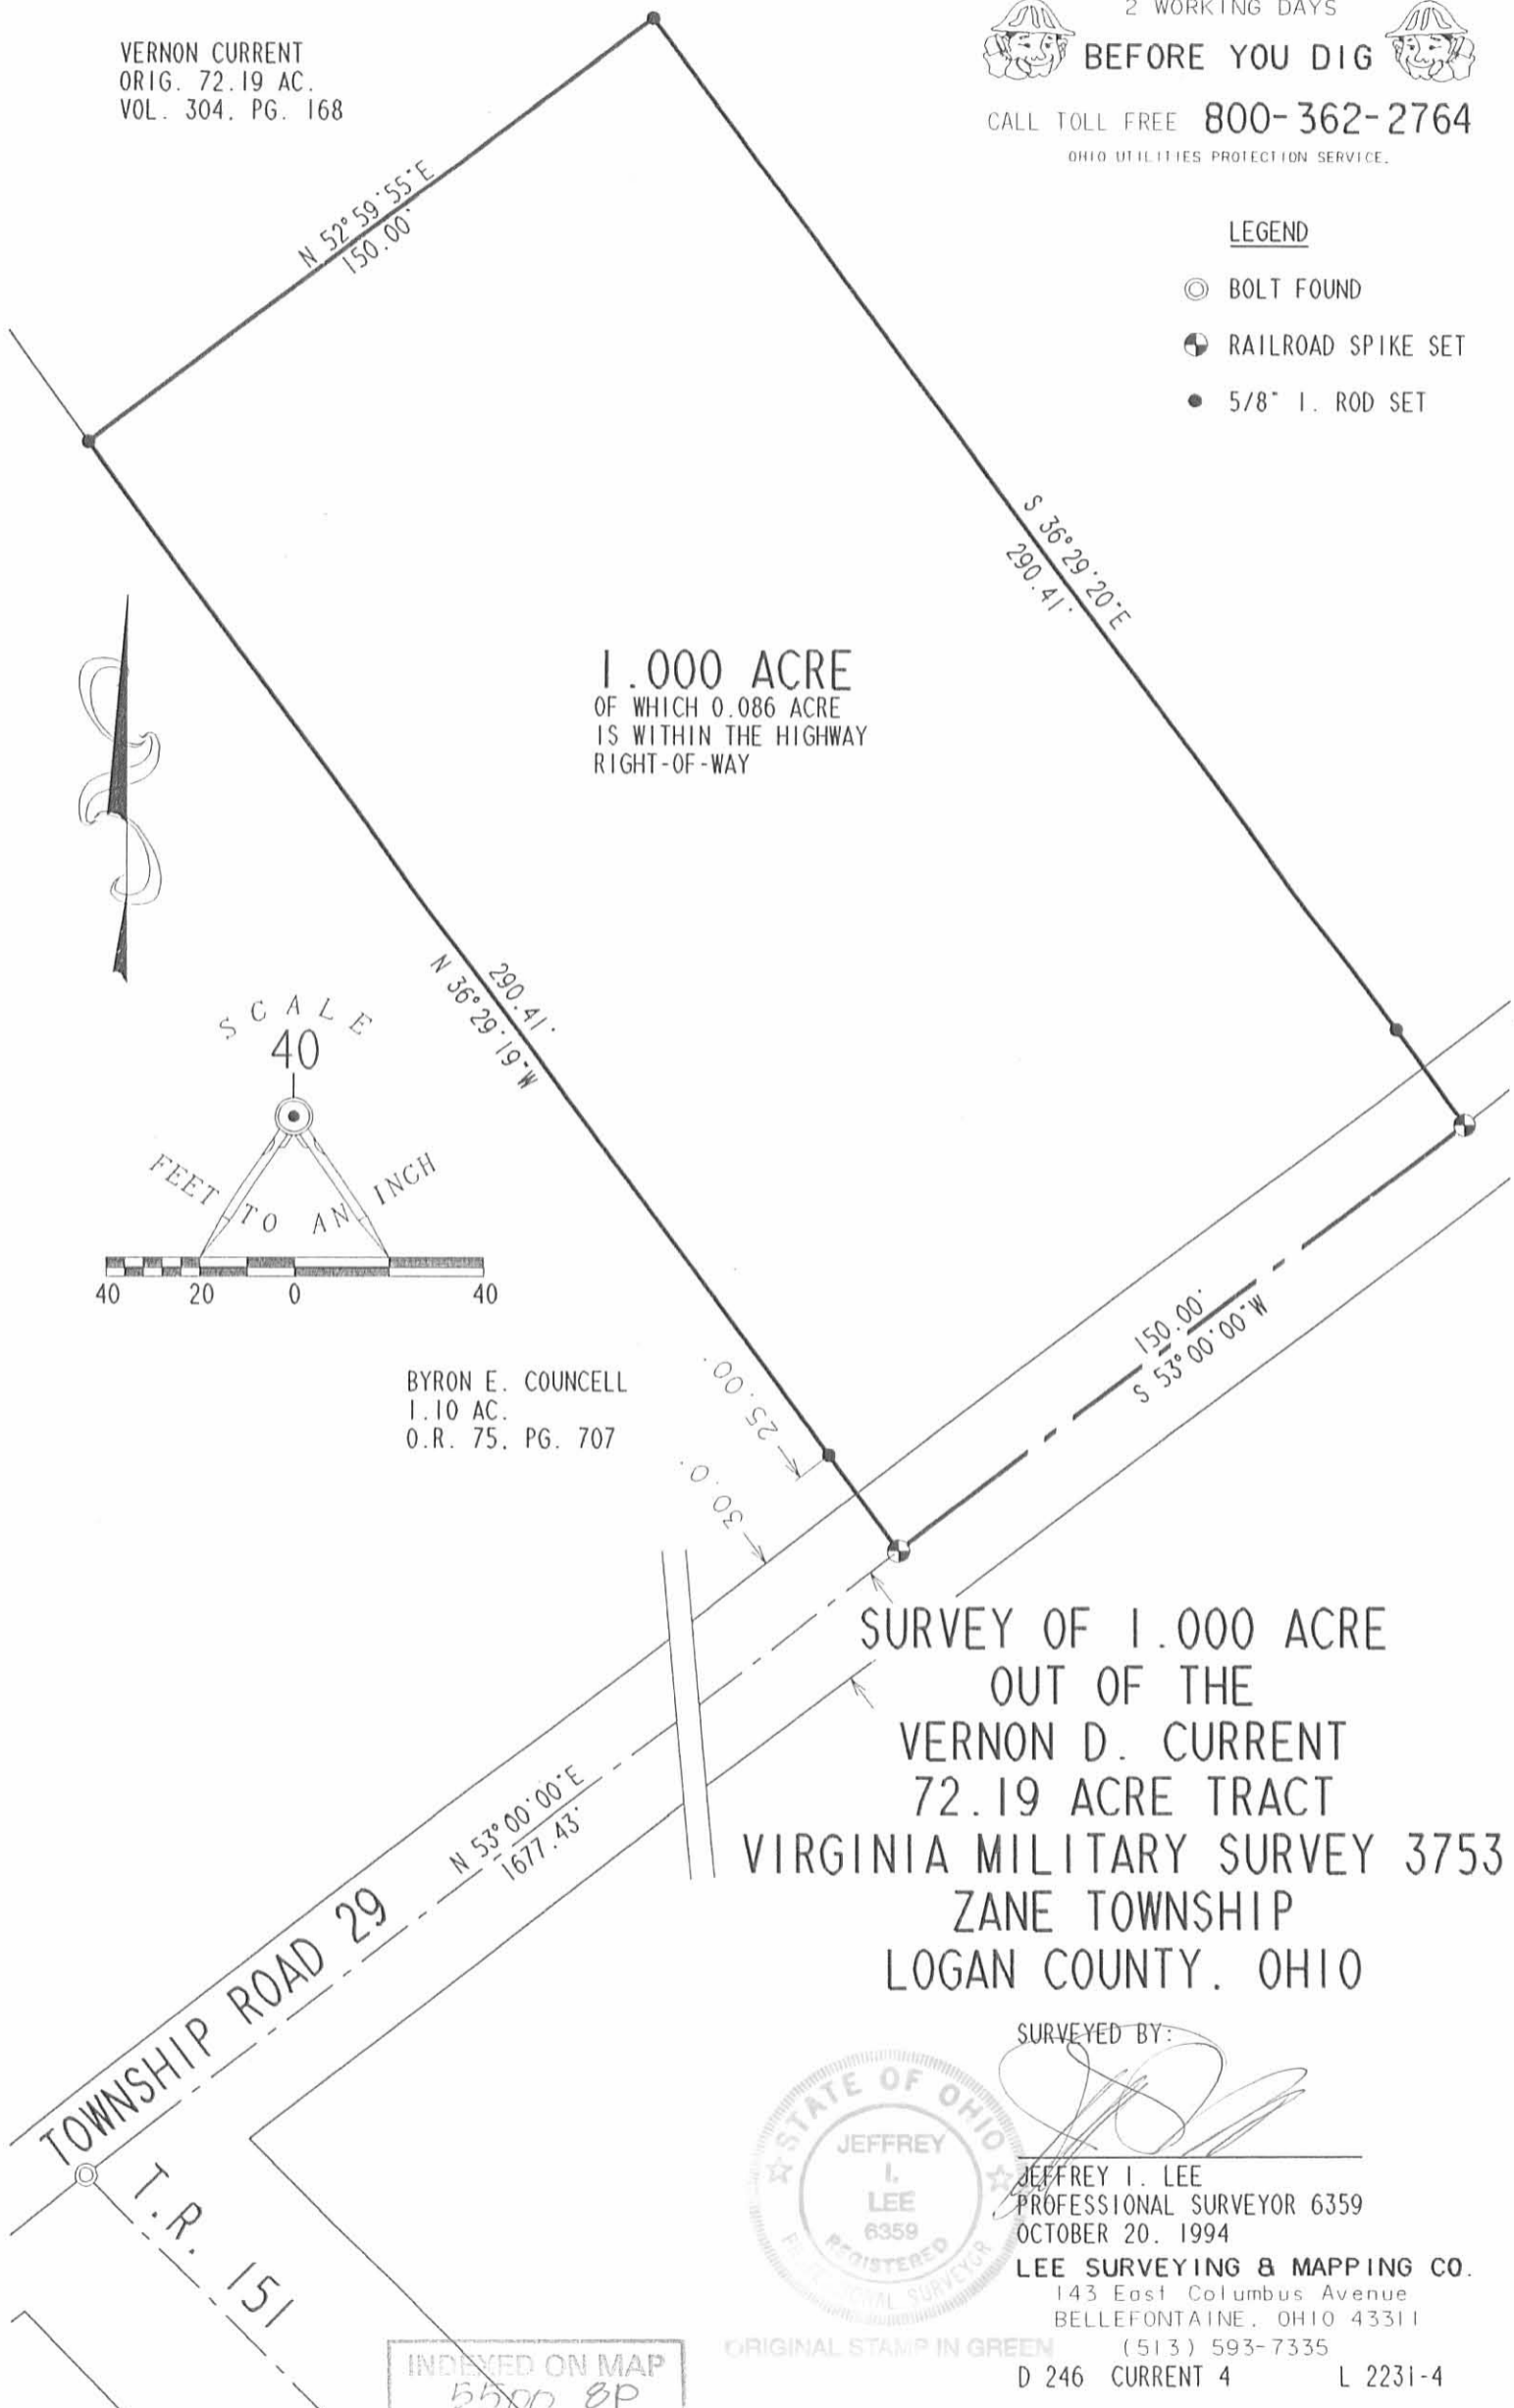 2 WORKING DAYS
BEFORE YOU DIG
CALL TOLL FREE 800-362-2764
OHIO UTILITIES PROTECTION SERVICE.
VERNON CURRENT
ORIG. 72.19 AC.
VOL. 304. PG. 168
N 52°59'55"E
150.00'
LEGEND
BOLT FOUND
RAILROAD SPIKE SET
5/8" I. ROD SET
S 36°29'20"E
290.41'
1.000 ACRE
OF WHICH 0.086 ACRE
IS WITHIN THE HIGHWAY
RIGHT-OF-WAY
290.41'
N 36°29'19"W
SCALE
40
FEET TO AN INCH
40 20 0 40
150.00'
S 53°00'00"W
BYRON E. COUNCELL
1.10 AC.
O.R. 75. PG. 707
25.00'
30.0'
SURVEY OF 1.000 ACRE
OUT OF THE
VERNON D. CURRENT
72.19 ACRE TRACT
VIRGINIA MILITARY SURVEY 3753
ZANE TOWNSHIP
LOGAN COUNTY. OHIO
N 53°00'00"E
1677.43'
TOWNSHIP ROAD 29
T.R. 151
SURVEYED BY:
STATE OF OHIO
JEFFREY
I.
LEE
6359
REGISTERED
SURVEYOR
JEFFREY I. LEE
PROFESSIONAL SURVEYOR 6359
OCTOBER 20. 1994
LEE SURVEYING & MAPPING CO.
143 East Columbus Avenue
BELLEFONTAINE. OHIO 43311
(513) 593-7335
D 246 CURRENT 4 L 2231-4
ORIGINAL STAMP IN GREEN
INDEXED ON MAP
5500 8P